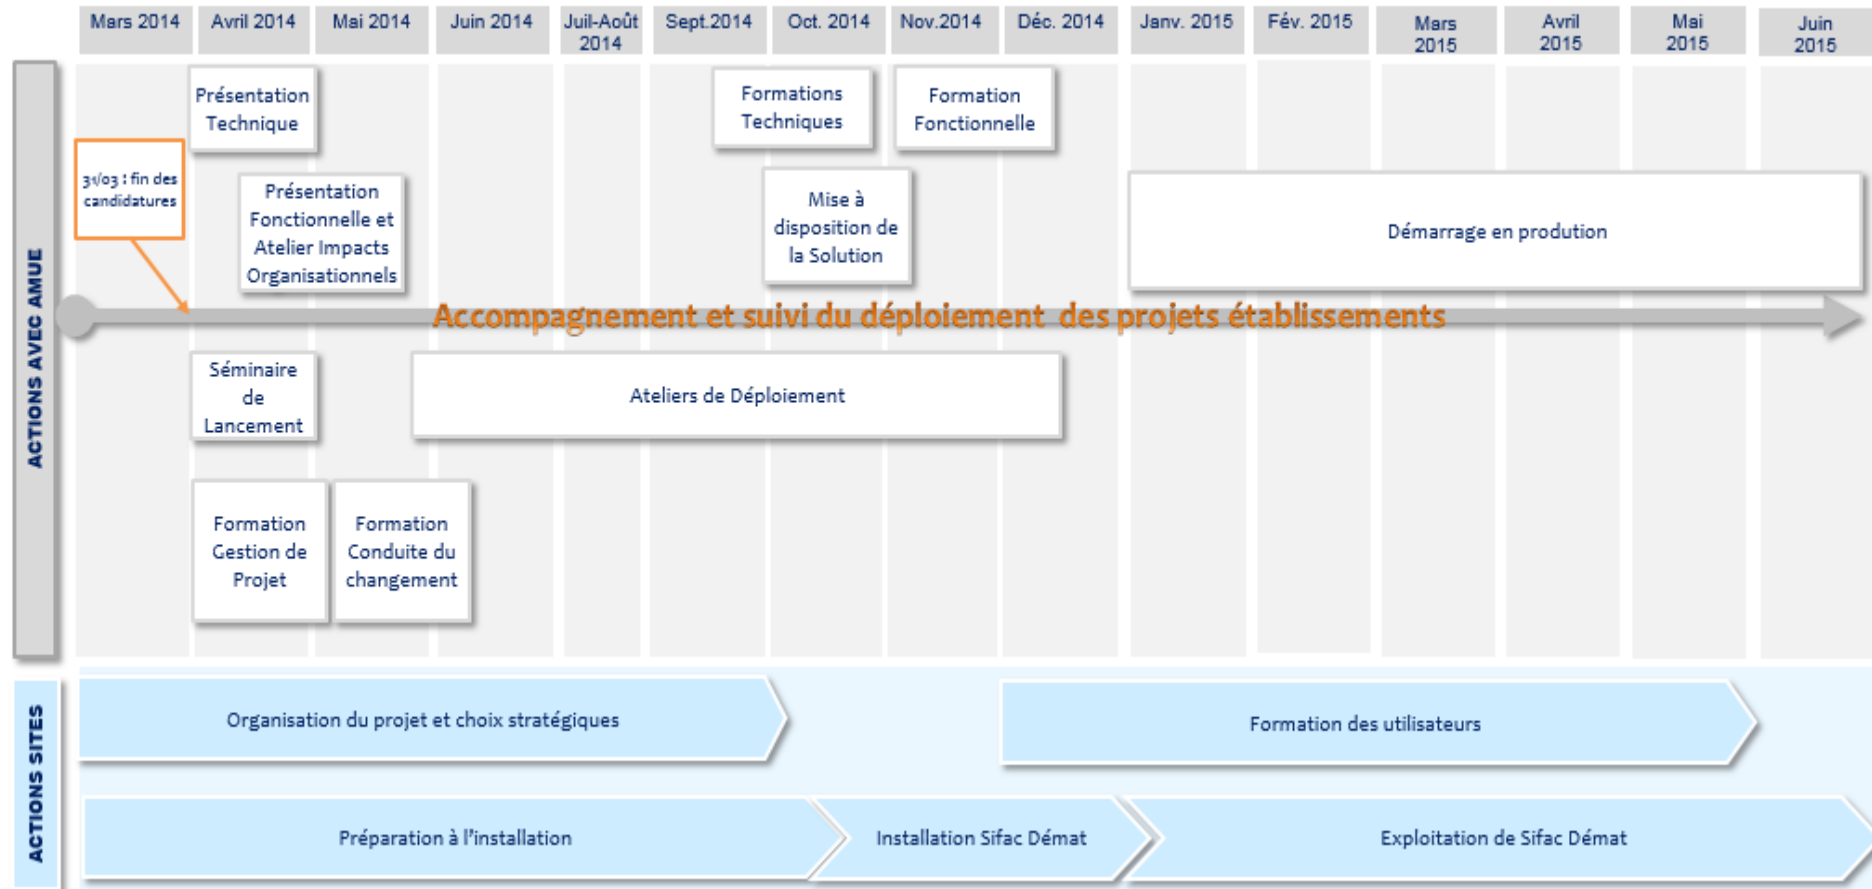 Mars 2014
Avril 2014
Mai 2014
Juin 2014
Juil-Août
2014
Sept.2014
Oct. 2014
Nov.2014
Déc. 2014
Janv. 2015
Fév. 2015
Mars
2015
Avril
2015
Mai
2015
Juin
2015
ACTIONS AVEC AMUE
Présentation
Technique
Formations
Techniques
Formation
Fonctionnelle
31/03 : fin des
candidatures
Présentation
Fonctionnelle et
Atelier Impacts
Organisationnels
Mise à
disposition de
la Solution
Démarrage en prodution
Accompagnement et suivi du déploiement des projets établissements
Séminaire
de
Lancement
Ateliers de Déploiement
Formation
Gestion de
Projet
Formation
Conduite du
changement
ACTIONS SITES
Organisation du projet et choix stratégiques
Formation des utilisateurs
Préparation à l'installation
Installation Sifac Démat
Exploitation de Sifac Démat